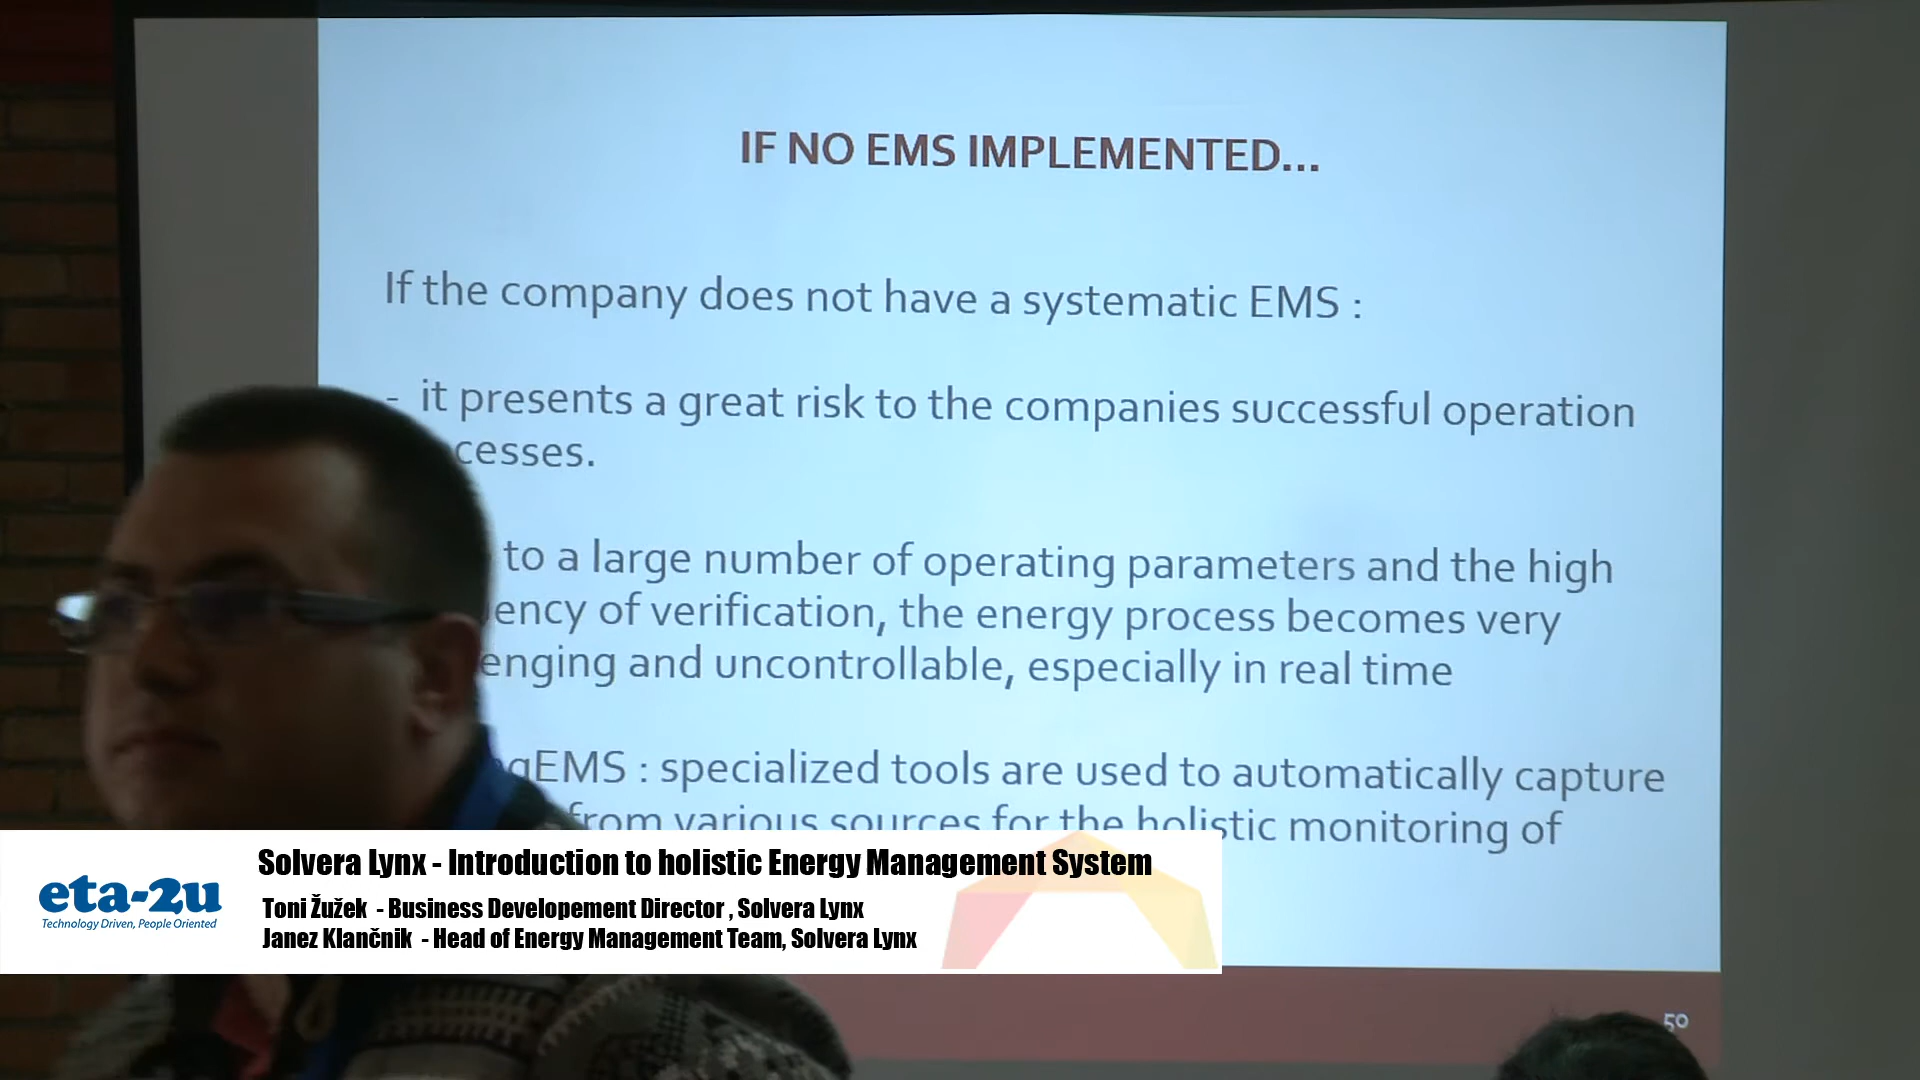 IF NO EMS IMPLEMENTED...
If the company does not have a systematic EMS :
- it presents a great risk to the companies successful operation
cesses.
to a large number of operating parameters and the high
ency of verification, the energy process becomes very
enging and uncontrollable, especially in real time
gEMS : specialized tools are used to automatically capture
from various sources for the holistic monitoring of
eta-2u
Technology Driven, People Oriented
Solvera Lynx - Introduction to holistic Energy Management System
Toni Žužek - Business Developement Director , Solvera Lynx
Janez Klančnik - Head of Energy Management Team, Solvera Lynx
50